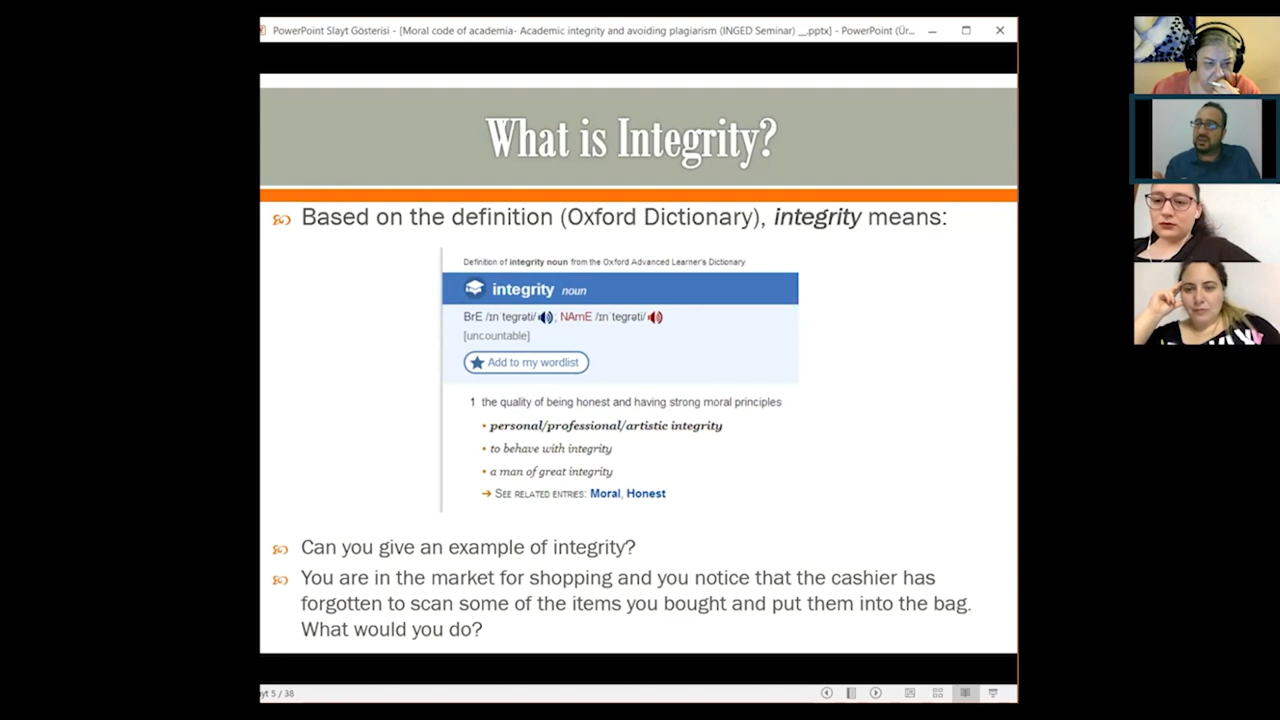 PowerPoint Slayt Gösterisi - [Moral code of academia- Academic integrity and avoiding plagiarism (INGED Seminar) __.pptx] - PowerPoint (Ür...
What is Integrity?
Based on the definition (Oxford Dictionary), integrity means:
Definition of integrity noun from the Oxford Advanced Learner's Dictionary
integrity noun
BrE /ɪnˈteɡrəti/ ; NAmE /ɪnˈteɡrəti/
[uncountable]
Add to my wordlist
1 the quality of being honest and having strong moral principles
• personal/professional/artistic integrity
• to behave with integrity
• a man of great integrity
→ SEE RELATED ENTRIES: Moral, Honest
Can you give an example of integrity?
You are in the market for shopping and you notice that the cashier has
forgotten to scan some of the items you bought and put them into the bag.
What would you do?
yt 5 / 38